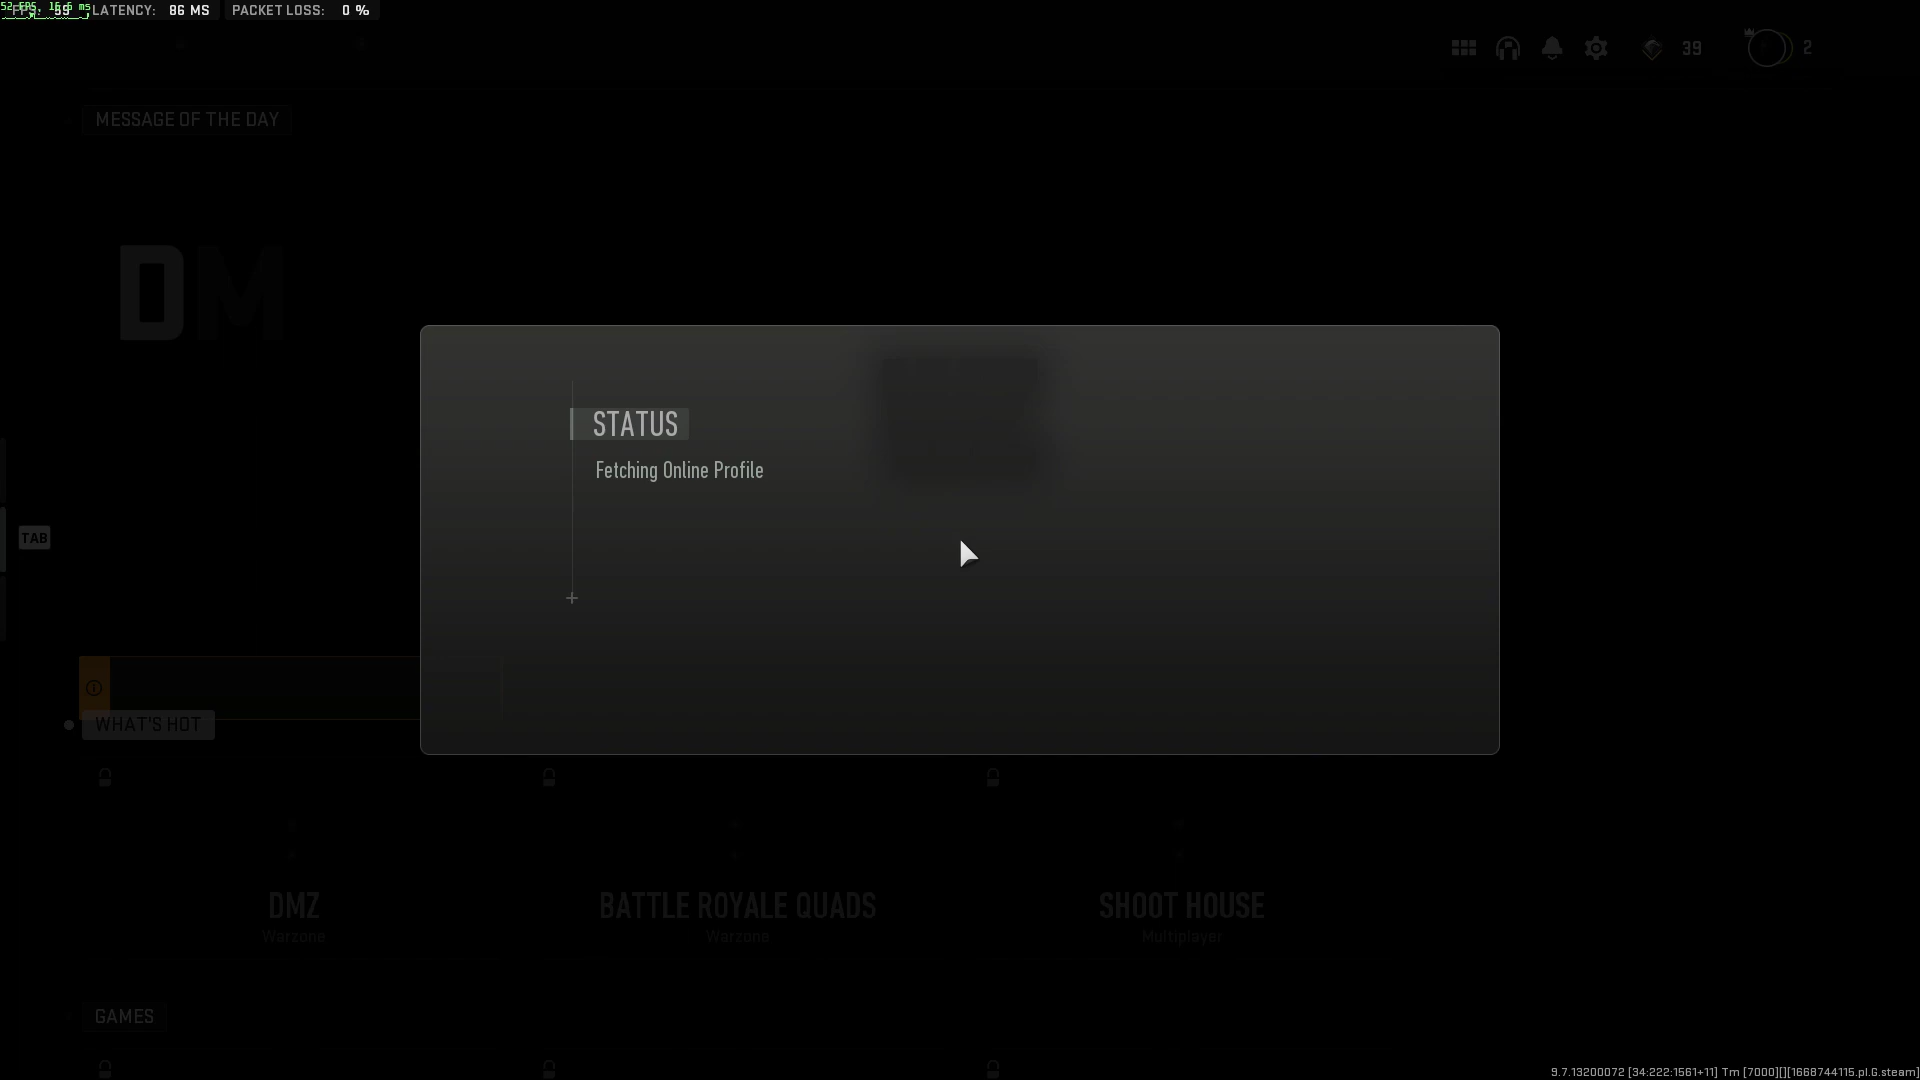 FPS: 59 LATENCY: 86 MS PACKET LOSS: 0 %
39
2
MESSAGE OF THE DAY
DM
STATUS
Fetching Online Profile
TAB
WHAT'S HOT
DMZ
Warzone
BATTLE ROYALE QUADS
Warzone
SHOOT HOUSE
Multiplayer
GAMES
9.7.13200072 [34:222:1561+11] Tm [7000][][1668744115.pl.G.steam]